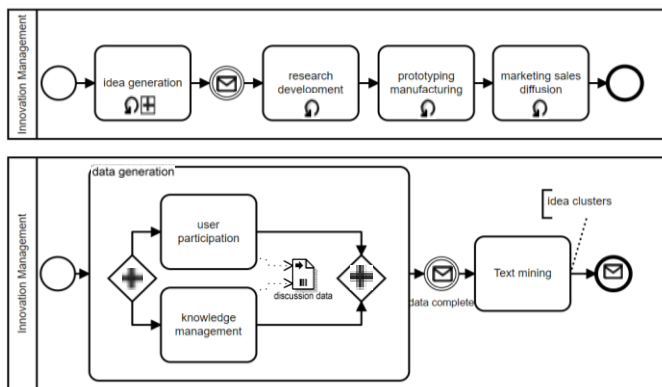 Innovation Management
idea generation
research
development
prototyping
manufacturing
marketing sales
diffusion
Innovation Management
data generation
user
participation
knowledge
management
discussion data
data complete
Text mining
idea clusters